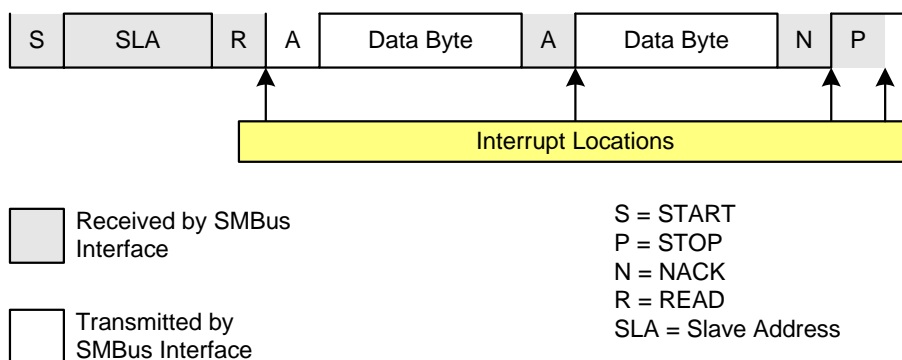 S SLA R A Data Byte A Data Byte N P
Interrupt Locations
Received by SMBus
Interface
Transmitted by
SMBus Interface
S = START
P = STOP
N = NACK
R = READ
SLA = Slave Address